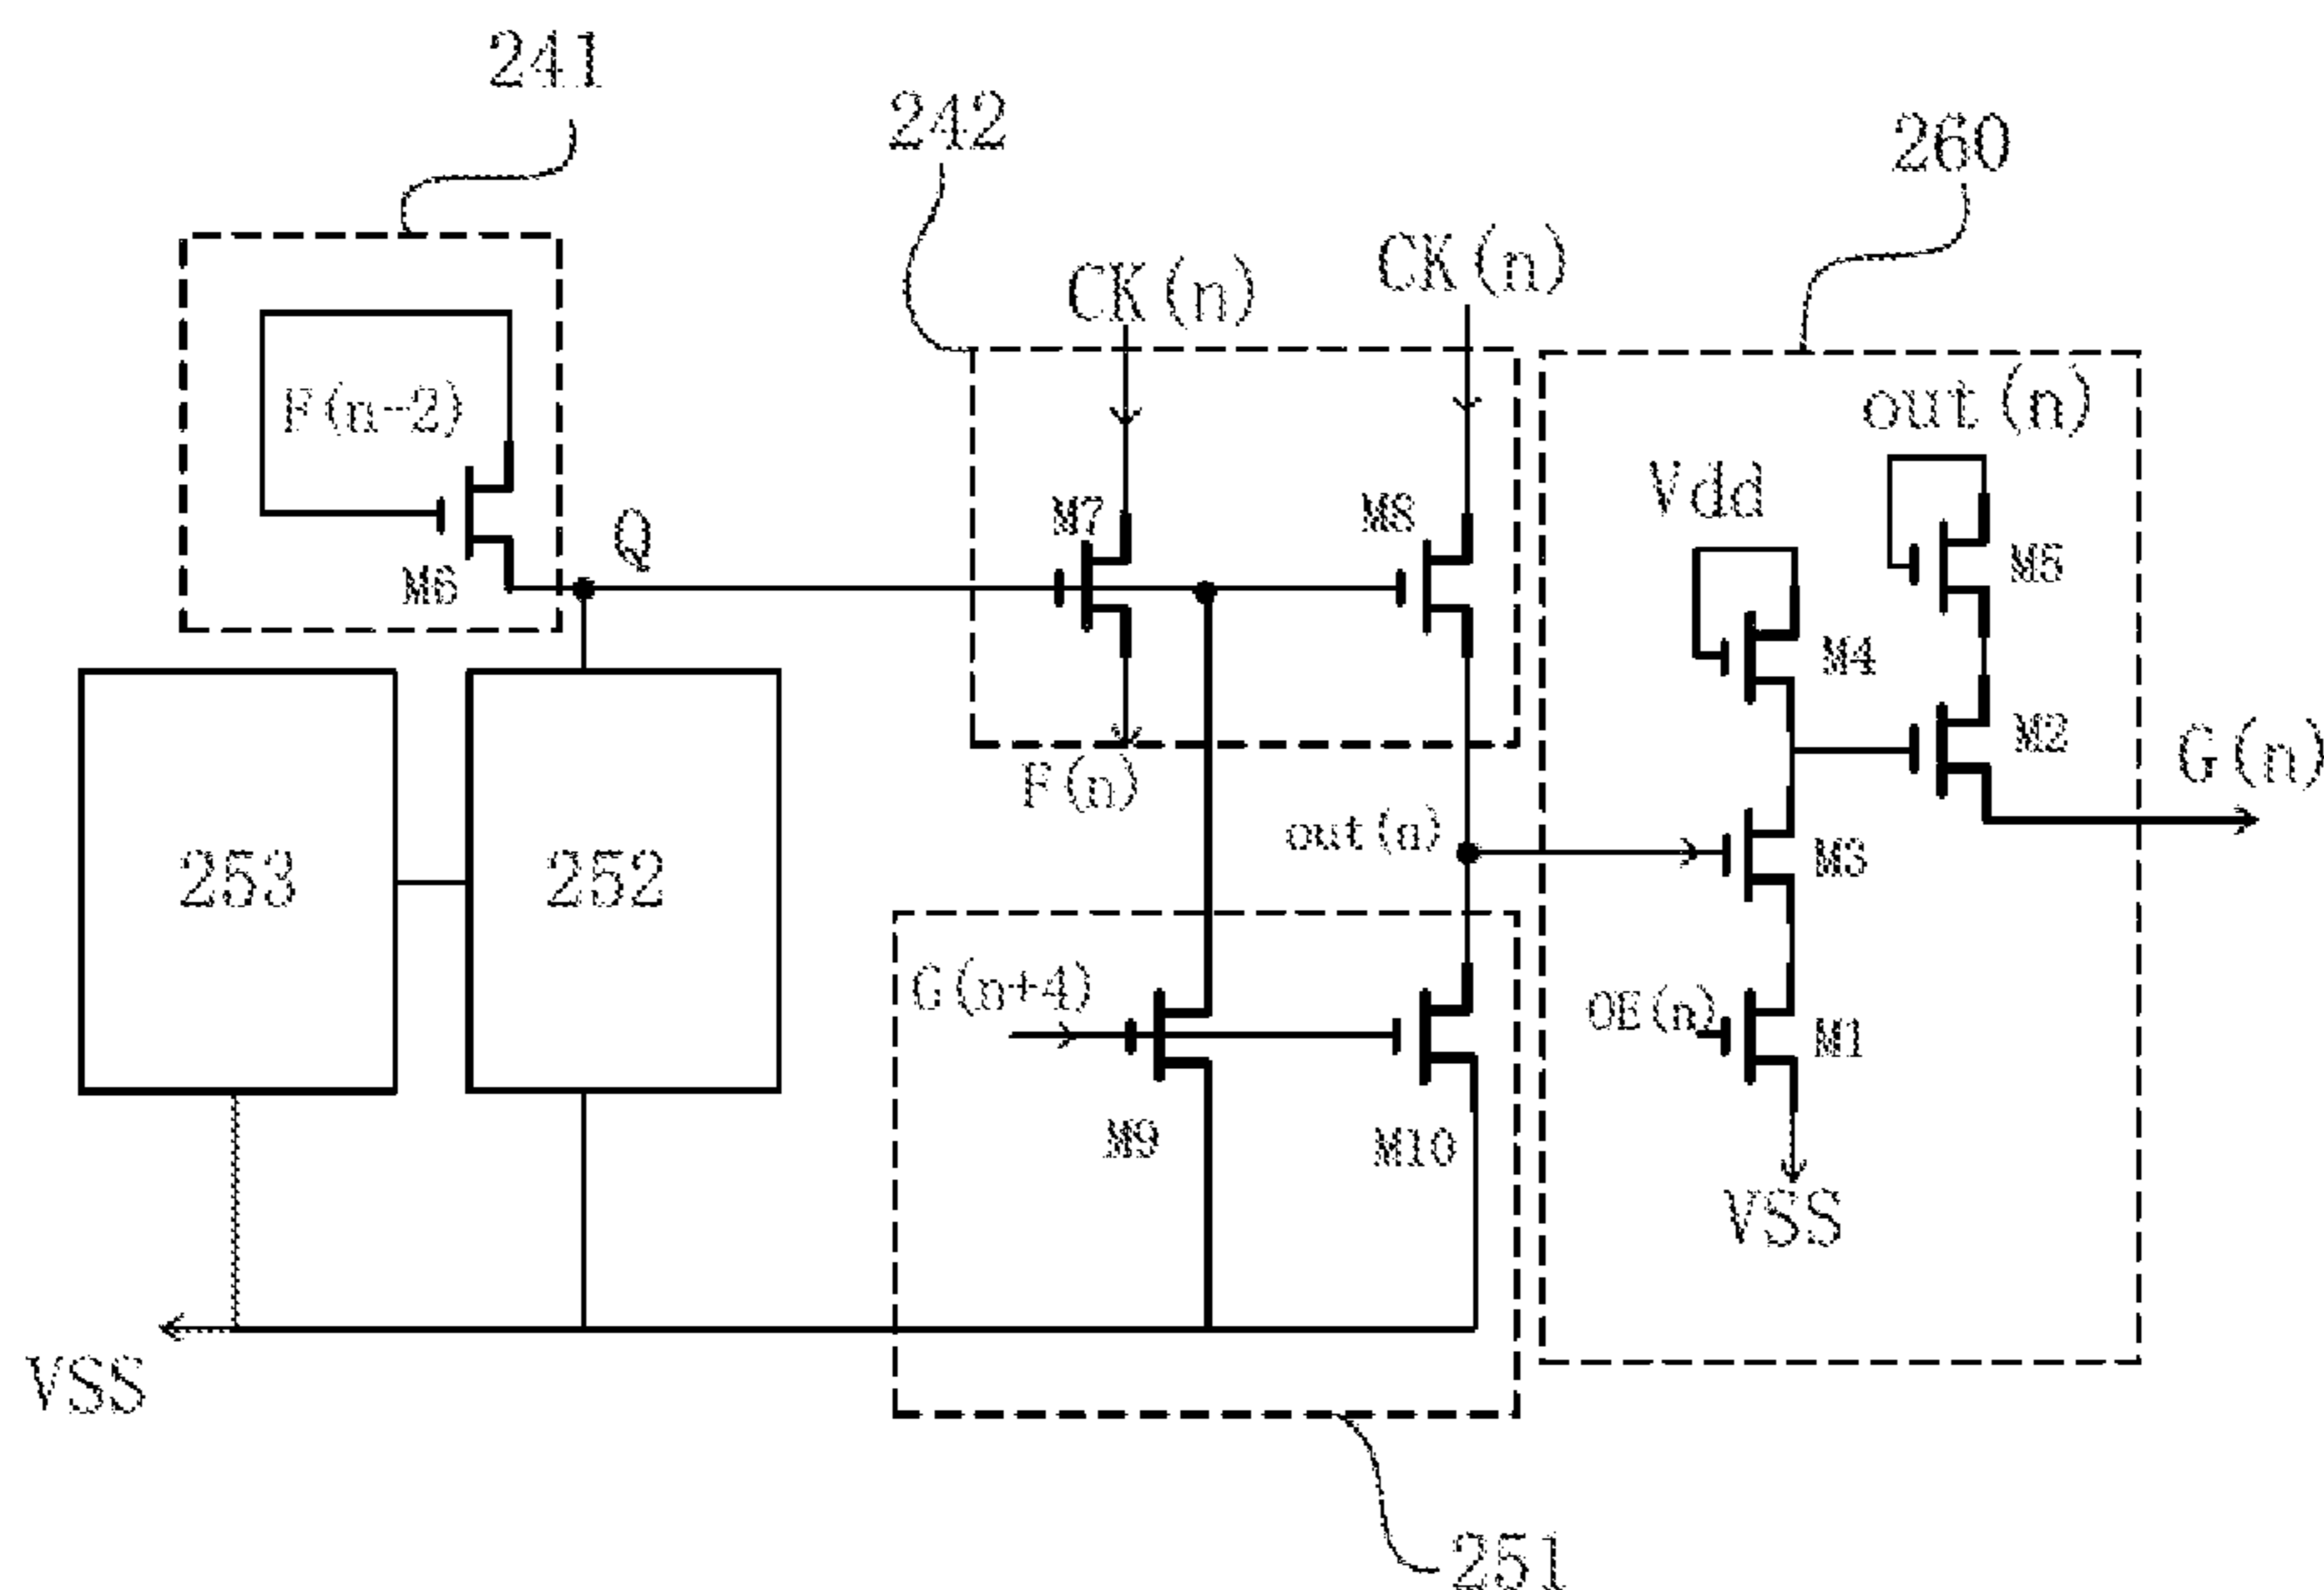 241
242
260
CK(n)
CK(n)
F(n-2)
out(n)
Vdd
M7
M8
Q
M5
M6
M4
M2
G(n)
F(n)
out(n)
M3
253
252
G(n+4)
OE(n)
M1
M9
M10
VSS
VSS
251